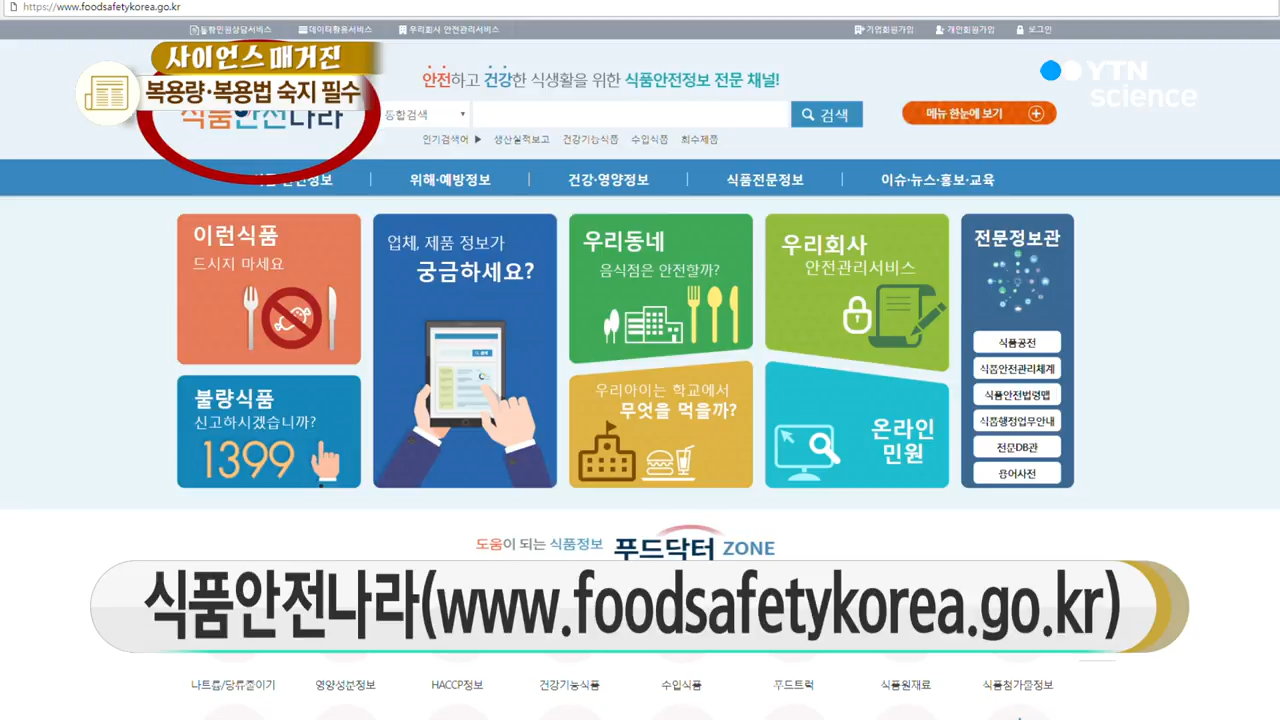 https://www.foodsafetykorea.go.kr
통합민원상담서비스 데이터활용서비스 우리회사 안전관리서비스 기업회원가입 개인회원가입 로그인
사이언스 매거진
복용량·복용법 숙지 필수
안전하고 건강한 식생활을 위한 식품안전정보 전문 채널!
YTN
science
식품안전나라
통합검색
검색
메뉴 한눈에 보기
인기검색어 ▶ 생산실적보고 건강기능식품 수입식품 회수제품
위해·예방정보 건강·영양정보 식품전문정보 이슈·뉴스·홍보·교육
이런식품
드시지 마세요
업체, 제품 정보가
궁금하세요?
우리동네
음식점은 안전할까?
우리회사
안전관리서비스
전문정보관
식품공전
식품안전관리체계
식품안전법령맵
식품행정업무안내
전문DB관
용어사전
불량식품
신고하시겠습니까?
1399
우리아이는 학교에서
무엇을 먹을까?
온라인
민원
도움이 되는 식품정보 푸드닥터 ZONE
식품안전나라(www.foodsafetykorea.go.kr)
나트륨/당류줄이기 영양성분정보 HACCP정보 건강기능식품 수입식품 푸드트럭 식품원재료 식품첨가물정보